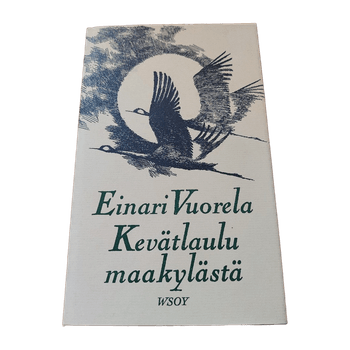 Einari Vuorela
Kevätlaulu
maakylästä
WSOY